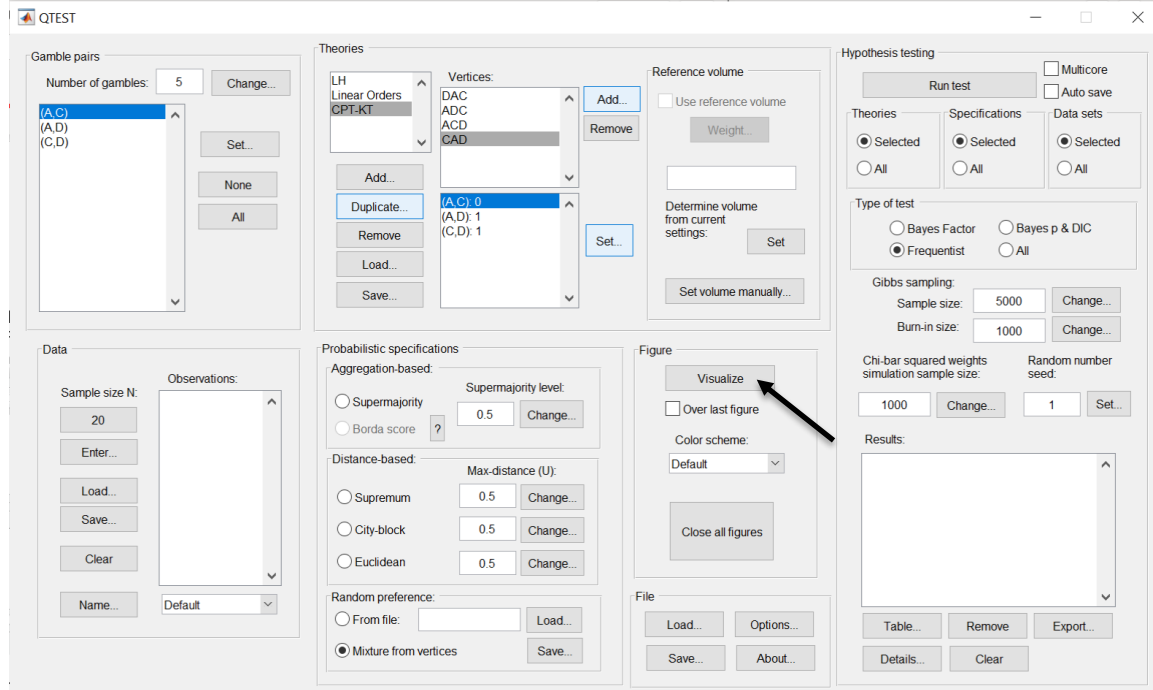 QTEST
Gamble pairs
Number of gambles: 5 Change...
(A,C)
(A,D)
(C,D)
Set...
None
All
Theories
LH
Linear Orders
CPT-KT
Vertices:
DAC
ADC
ACD
CAD
Add...
Remove
Add...
Duplicate...
Remove
Load...
Save...
(A,C): 0
(A,D): 1
(C,D): 1
Set...
Reference volume
Use reference volume
Weight...
Determine volume
from current
settings:
Set
Set volume manually...
Hypothesis testing
Run test
Multicore
Auto save
Theories
Selected
All
Specifications
Selected
All
Data sets
Selected
All
Type of test
Bayes Factor
Bayes p & DIC
Frequentist
All
Gibbs sampling:
Sample size: 5000 Change...
Burn-in size: 1000 Change...
Chi-bar squared weights
simulation sample size:
1000 Change...
Random number
seed:
1 Set...
Results:
Table...
Remove
Export...
Details...
Clear
Data
Sample size N:
20
Enter...
Load...
Save...
Clear
Name...
Observations:
Default
Probabilistic specifications
Aggregation-based:
Supermajority
Borda score ?
Supermajority level:
0.5 Change...
Distance-based:
Max-distance (U):
Supremum 0.5 Change...
City-block 0.5 Change...
Euclidean 0.5 Change...
Random preference:
From file: Load...
Mixture from vertices Save...
Figure
Visualize
Over last figure
Color scheme:
Default
Close all figures
File
Load...
Options...
Save...
About...